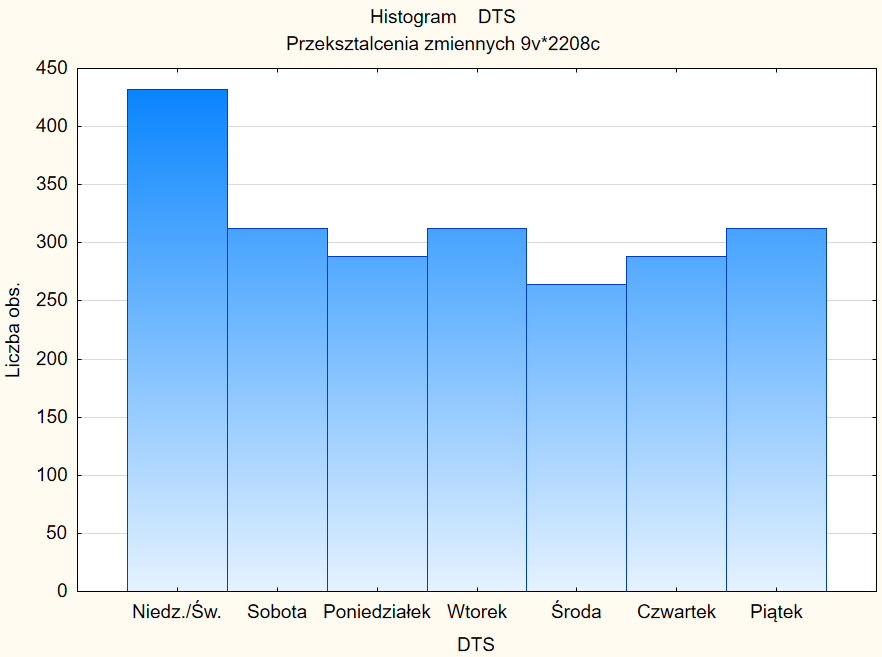 Histogram DTS
Przeksztalcenia zmiennych 9v*2208c
450
400
350
300
250
200
150
100
50
0
Liczba obs.
Niedz./Św. Sobota Poniedziałek Wtorek Środa Czwartek Piątek
DTS